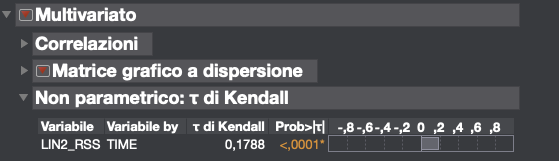 Multivariato
Correlazioni
Matrice grafico a dispersione
Non parametrico: τ di Kendall
Variabile Variabile by τ di Kendall Prob>|τ| -,8 -,6 -,4 -,2 0 ,2 ,4 ,6 ,8
LIN2_RSS TIME 0,1788 <,0001*